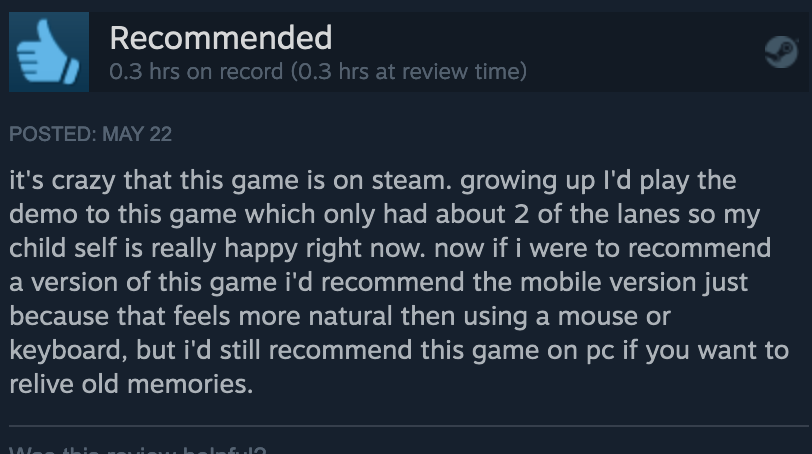 Recommended
0.3 hrs on record (0.3 hrs at review time)
POSTED: MAY 22
it's crazy that this game is on steam. growing up I'd play the
demo to this game which only had about 2 of the lanes so my
child self is really happy right now. now if i were to recommend
a version of this game i'd recommend the mobile version just
because that feels more natural then using a mouse or
keyboard, but i'd still recommend this game on pc if you want to
relive old memories.
Was this review helpful?